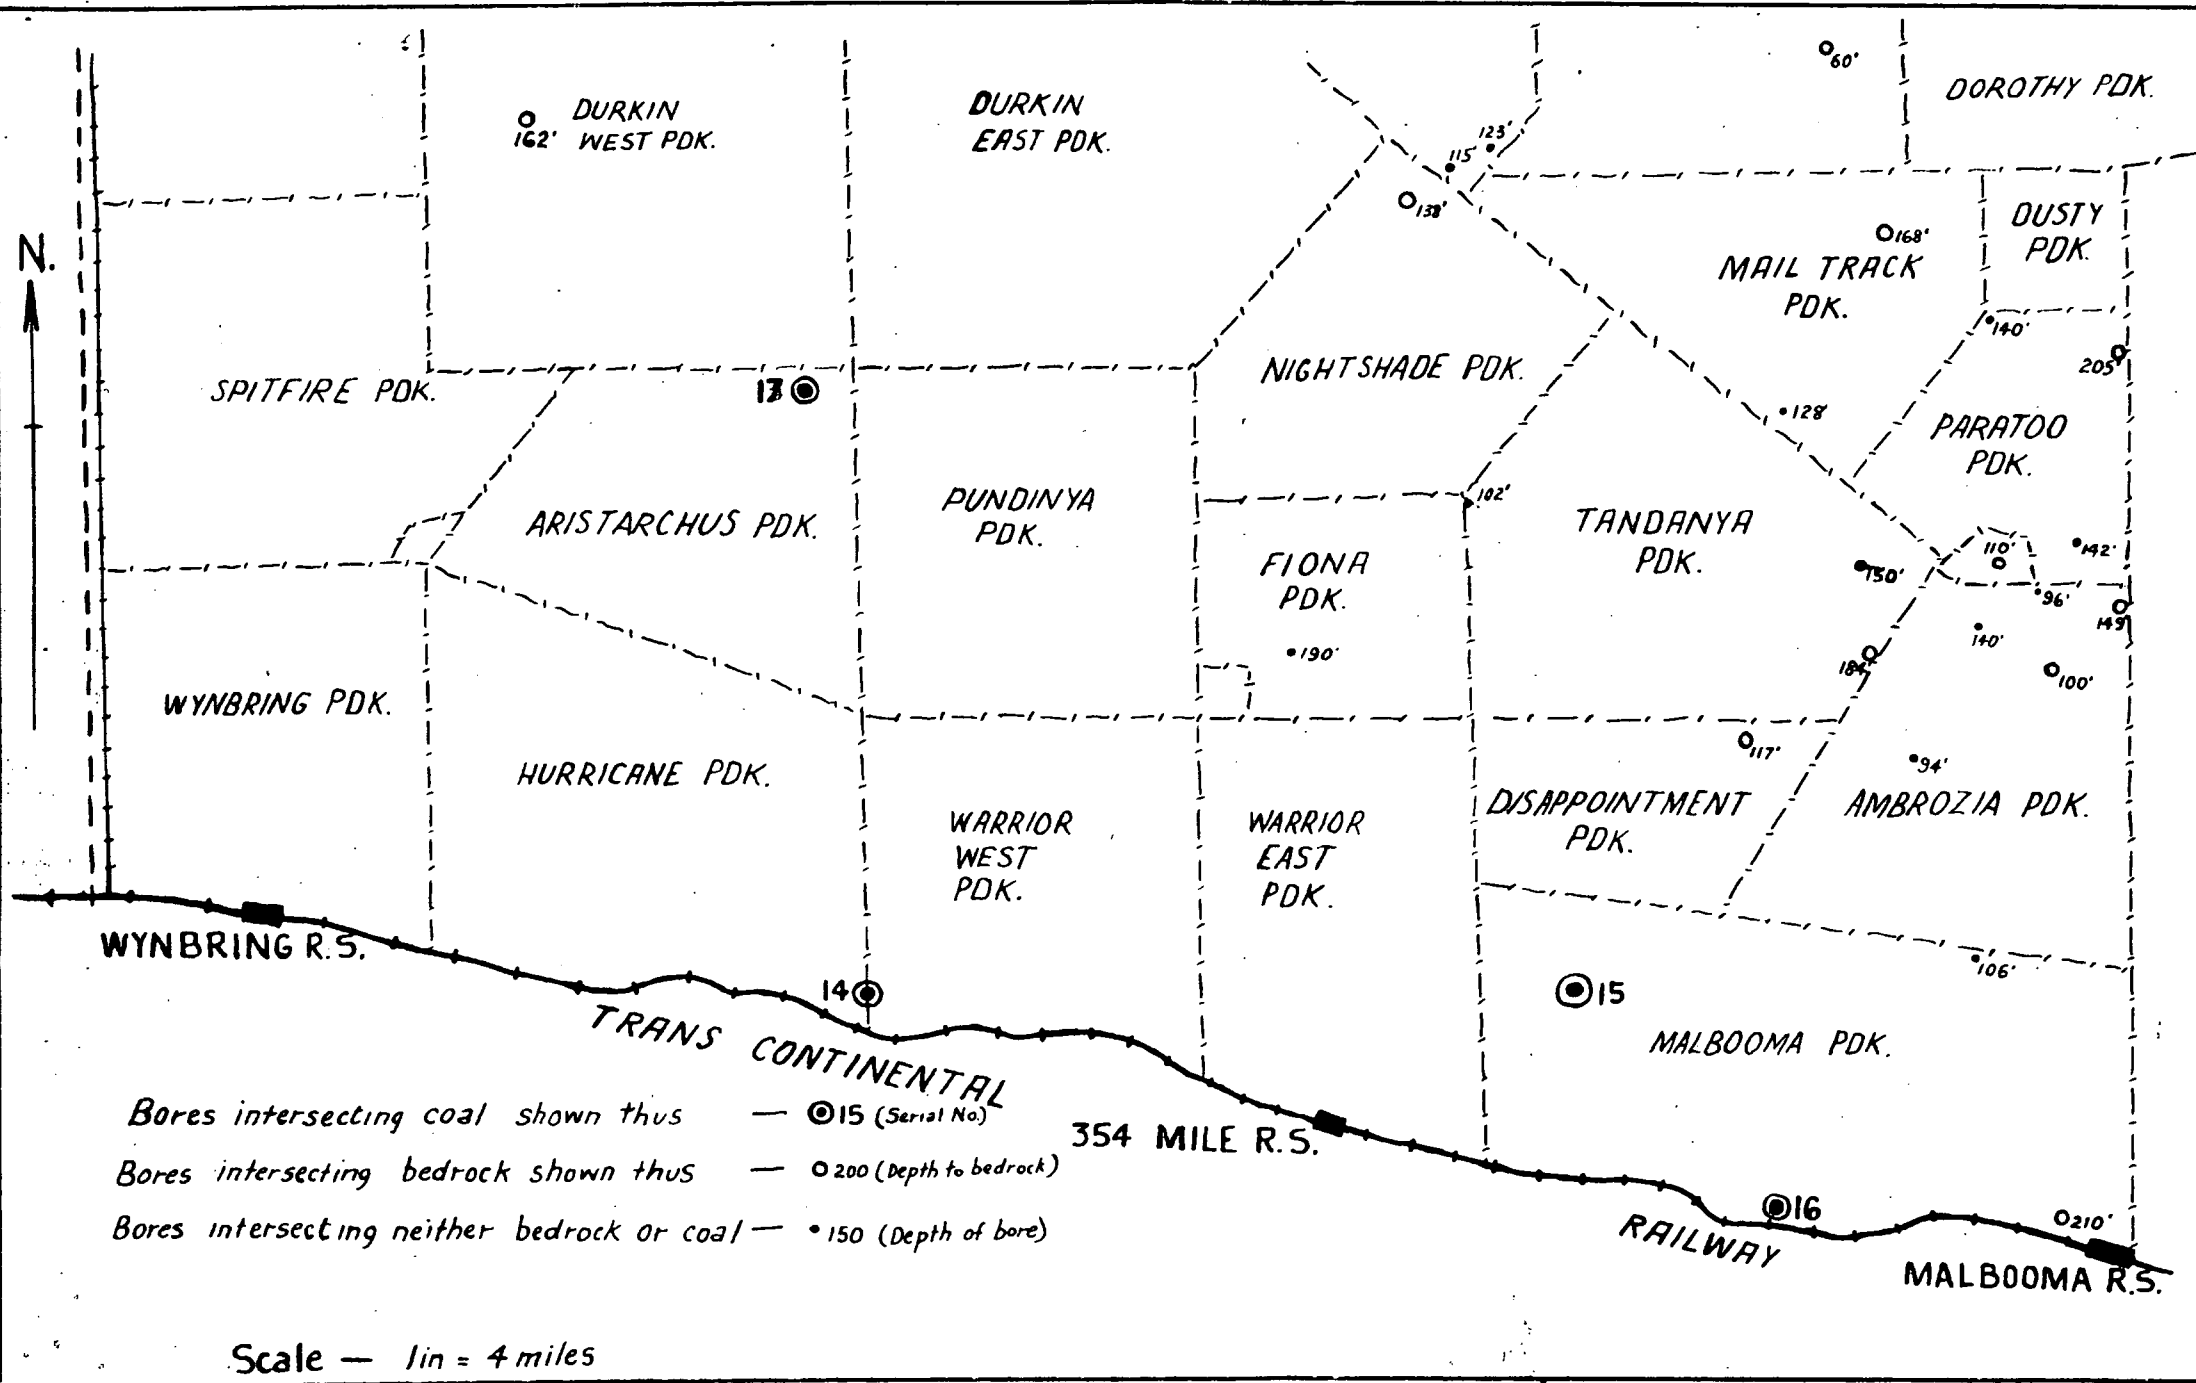 60'
DOROTHY PDK.
DURKIN
162' WEST PDK.
DURKIN
EAST PDK.
123'
115'
138'
N.
168'
MAIL TRACK
PDK.
DUSTY
PDK.
140'
205'
SPITFIRE PDK.
13
NIGHTSHADE PDK.
128'
PARATOO
PDK.
ARISTARCHUS PDK.
PUNDINYA
PDK.
102'
TANDANYA
PDK.
FIONA
PDK.
190'
150'
110'
142'
96'
149'
140'
184'
100'
WYNBRING PDK.
HURRICANE PDK.
117'
94'
WARRIOR
WEST
PDK.
WARRIOR
EAST
PDK.
DISAPPOINTMENT
PDK.
AMBROZIA PDK.
WYNBRING R.S.
106'
14
15
MALBOOMA PDK.
TRANS CONTINENTAL
Bores intersecting coal shown thus — 15 (Serial No.)
354 MILE R.S.
Bores intersecting bedrock shown thus — 200 (Depth to bedrock)
Bores intersecting neither bedrock or coal — 150 (Depth of bore)
16
210'
RAILWAY
MALBOOMA R.S.
Scale — 1in = 4 miles